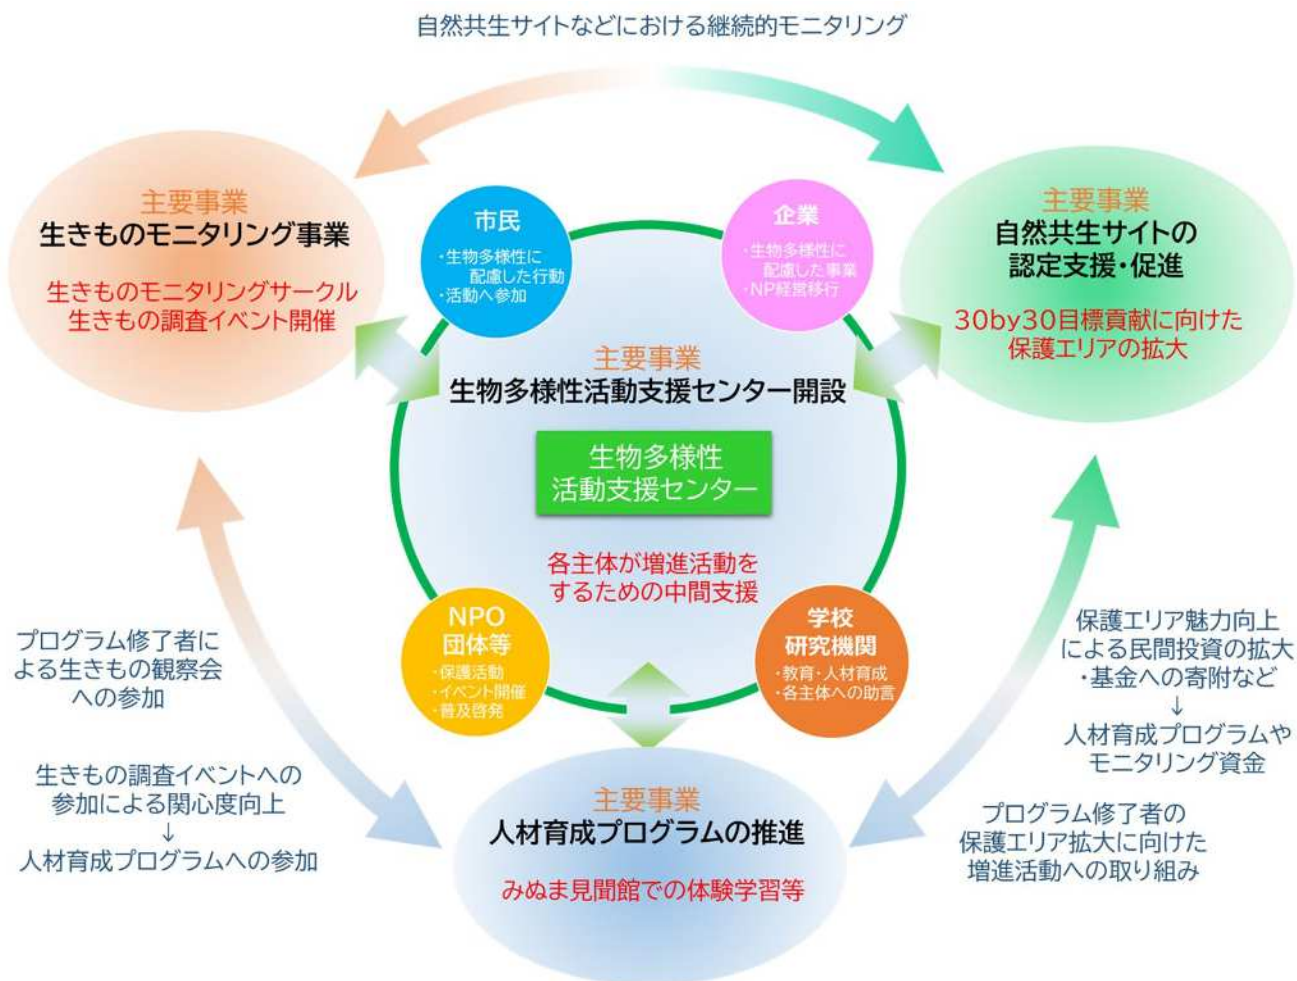 自然共生サイトなどにおける継続的モニタリング
主要事業
生きものモニタリング事業
生きものモニタリングサークル
生きもの調査イベント開催
市民
・生物多様性に
配慮した行動
・活動へ参加
企業
・生物多様性に
配慮した事業
・NP経営移行
主要事業
自然共生サイトの
認定支援・促進
30by30目標貢献に向けた
保護エリアの拡大
主要事業
生物多様性活動支援センター開設
生物多様性
活動支援センター
各主体が増進活動を
するための中間支援
NPO
団体等
・保護活動
・イベント開催
・普及啓発
学校
研究機関
・教育・人材育成
・各主体への助言
プログラム修了者に
よる生きもの観察会
への参加
生きもの調査イベントへの
参加による関心度向上
↓
人材育成プログラムへの参加
保護エリア魅力向上
による民間投資の拡大
・基金への寄附など
↓
人材育成プログラムや
モニタリング資金
プログラム修了者の
保護エリア拡大に向けた
増進活動への取り組み
主要事業
人材育成プログラムの推進
みぬま見聞館での体験学習等